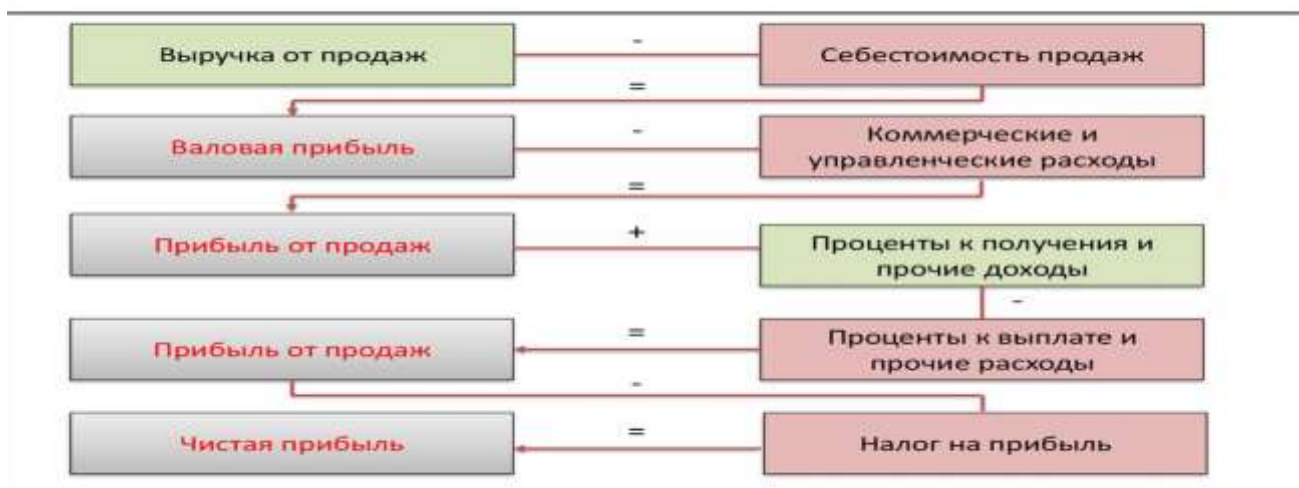 Выручка от продаж
-
Себестоимость продаж
=
Валовая прибыль
-
Коммерческие и
управленческие расходы
=
Прибыль от продаж
+
Проценты к получения и
прочие доходы
-
Прибыль от продаж
=
Проценты к выплате и
прочие расходы
-
Чистая прибыль
=
Налог на прибыль